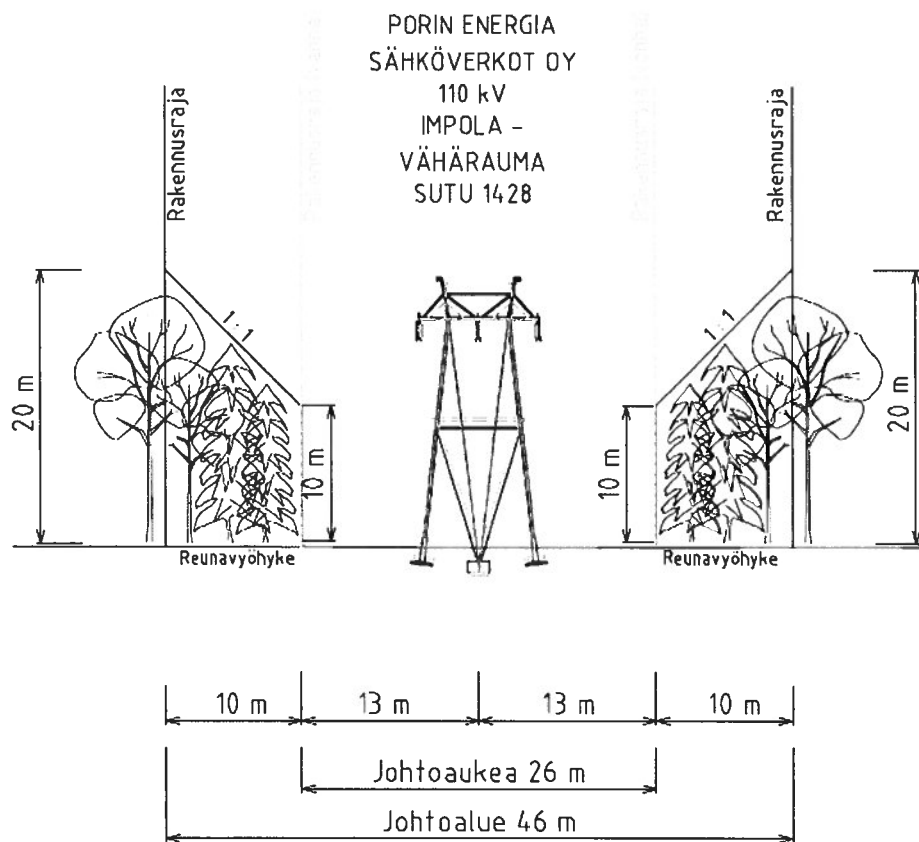 PORIN ENERGIA
SÄHKÖVERKOT OY
110 kV
IMPOLA -
VÄHÄRAUMA
SUTU 1428
Rakennusraja
Rakennusraja
1:1
1:1
20 m
10 m
10 m
20 m
Reunavyöhyke
Reunavyöhyke
10 m
13 m
13 m
10 m
Johtoaukea 26 m
Johtoalue 46 m